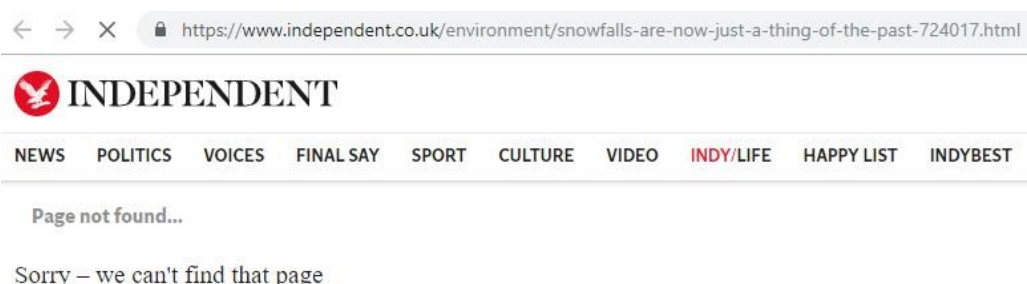 https://www.independent.co.uk/environment/snowfalls-are-now-just-a-thing-of-the-past-724017.html
INDEPENDENT
NEWS POLITICS VOICES FINAL SAY SPORT CULTURE VIDEO INDY/LIFE HAPPY LIST INDYBEST
Page not found...
Sorry – we can't find that page